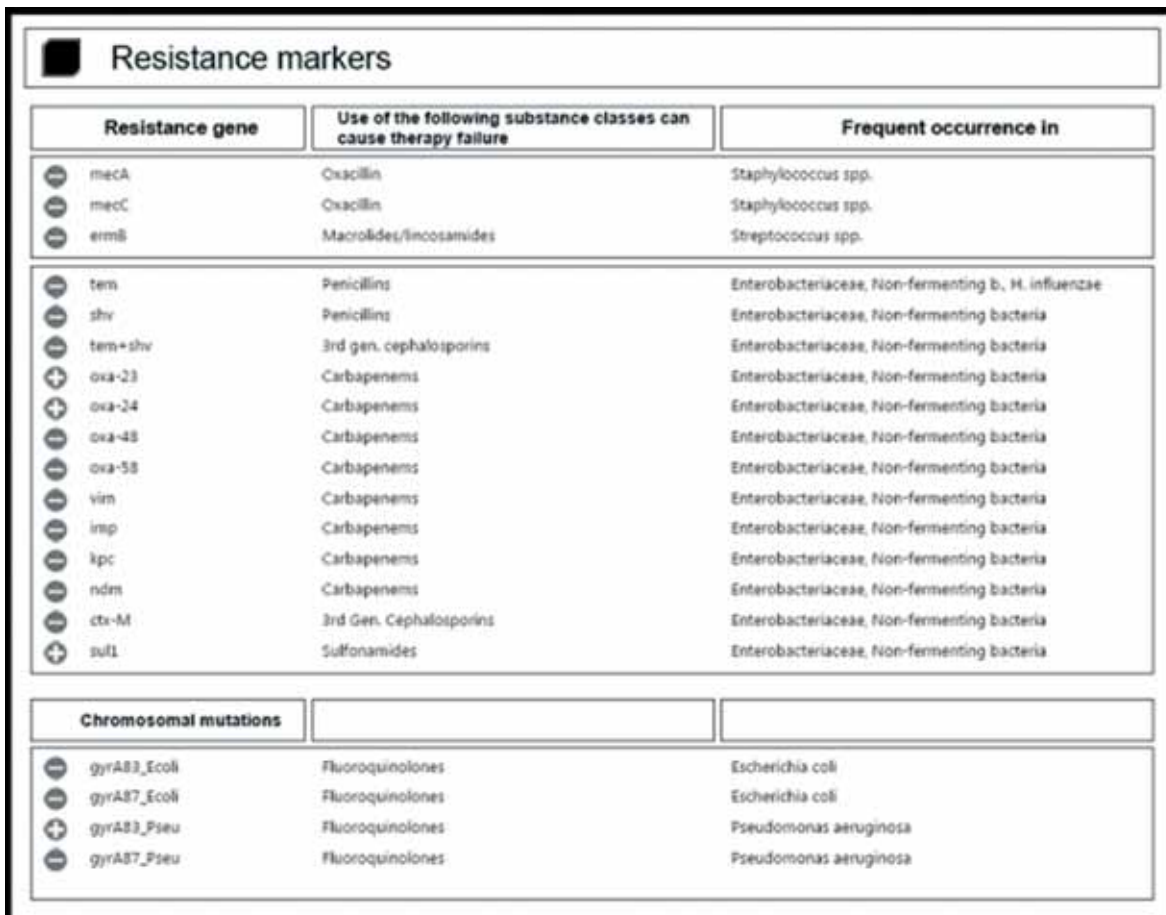 Resistance markers
Resistance gene Use of the following substance classes can cause therapy failure Frequent occurrence in
mecA Oxacillin Staphylococcus spp.
mecC Oxacillin Staphylococcus spp.
ermB Macrolides/lincosamides Streptococcus spp.
tem Penicillins Enterobacteriaceae, Non-fermenting b., H. influenzae
shv Penicillins Enterobacteriaceae, Non-fermenting bacteria
tem+shv 3rd gen. cephalosporins Enterobacteriaceae, Non-fermenting bacteria
oxa-23 Carbapenems Enterobacteriaceae, Non-fermenting bacteria
oxa-24 Carbapenems Enterobacteriaceae, Non-fermenting bacteria
oxa-48 Carbapenems Enterobacteriaceae, Non-fermenting bacteria
oxa-58 Carbapenems Enterobacteriaceae, Non-fermenting bacteria
vim Carbapenems Enterobacteriaceae, Non-fermenting bacteria
imp Carbapenems Enterobacteriaceae, Non-fermenting bacteria
kpc Carbapenems Enterobacteriaceae, Non-fermenting bacteria
ndm Carbapenems Enterobacteriaceae, Non-fermenting bacteria
ctx-M 3rd Gen. Cephalosporins Enterobacteriaceae, Non-fermenting bacteria
sul1 Sulfonamides Enterobacteriaceae, Non-fermenting bacteria
Chromosomal mutations
gyrA83_Ecoli Fluoroquinolones Escherichia coli
gyrA87_Ecoli Fluoroquinolones Escherichia coli
gyrA83_Pseu Fluoroquinolones Pseudomonas aeruginosa
gyrA87_Pseu Fluoroquinolones Pseudomonas aeruginosa